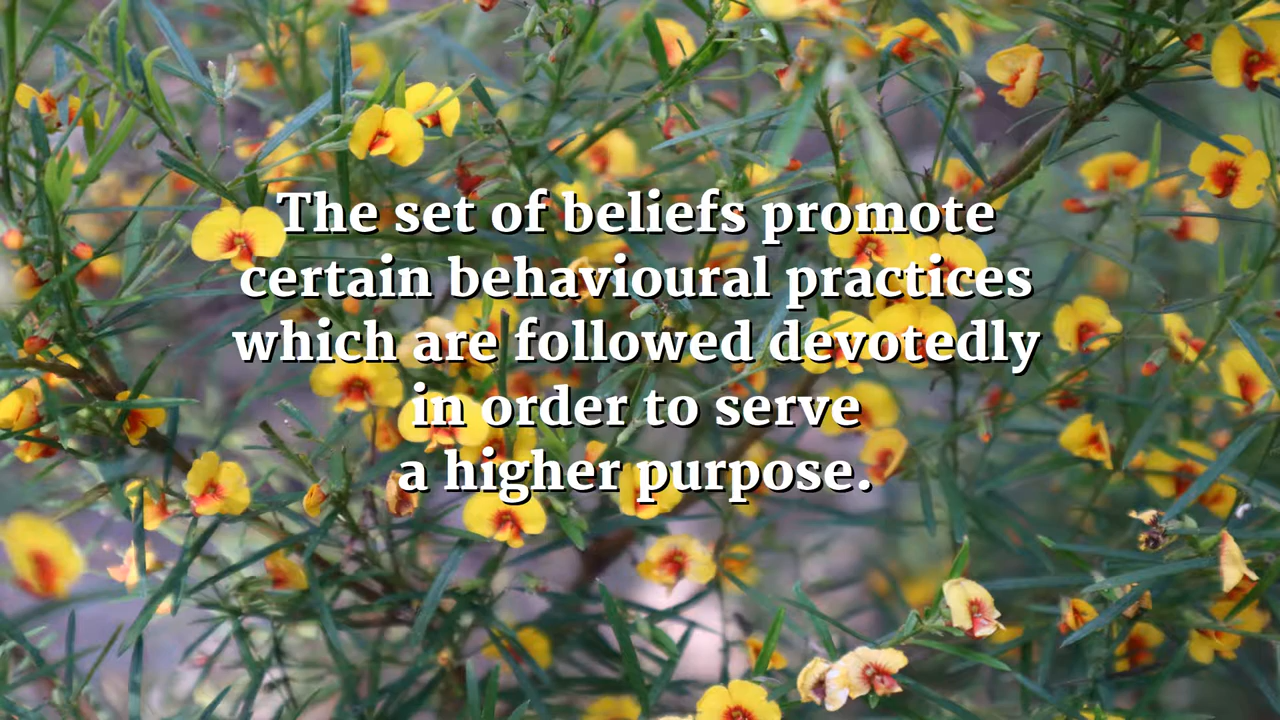 The set of beliefs promote
certain behavioural practices
which are followed devotedly
in order to serve
a higher purpose.